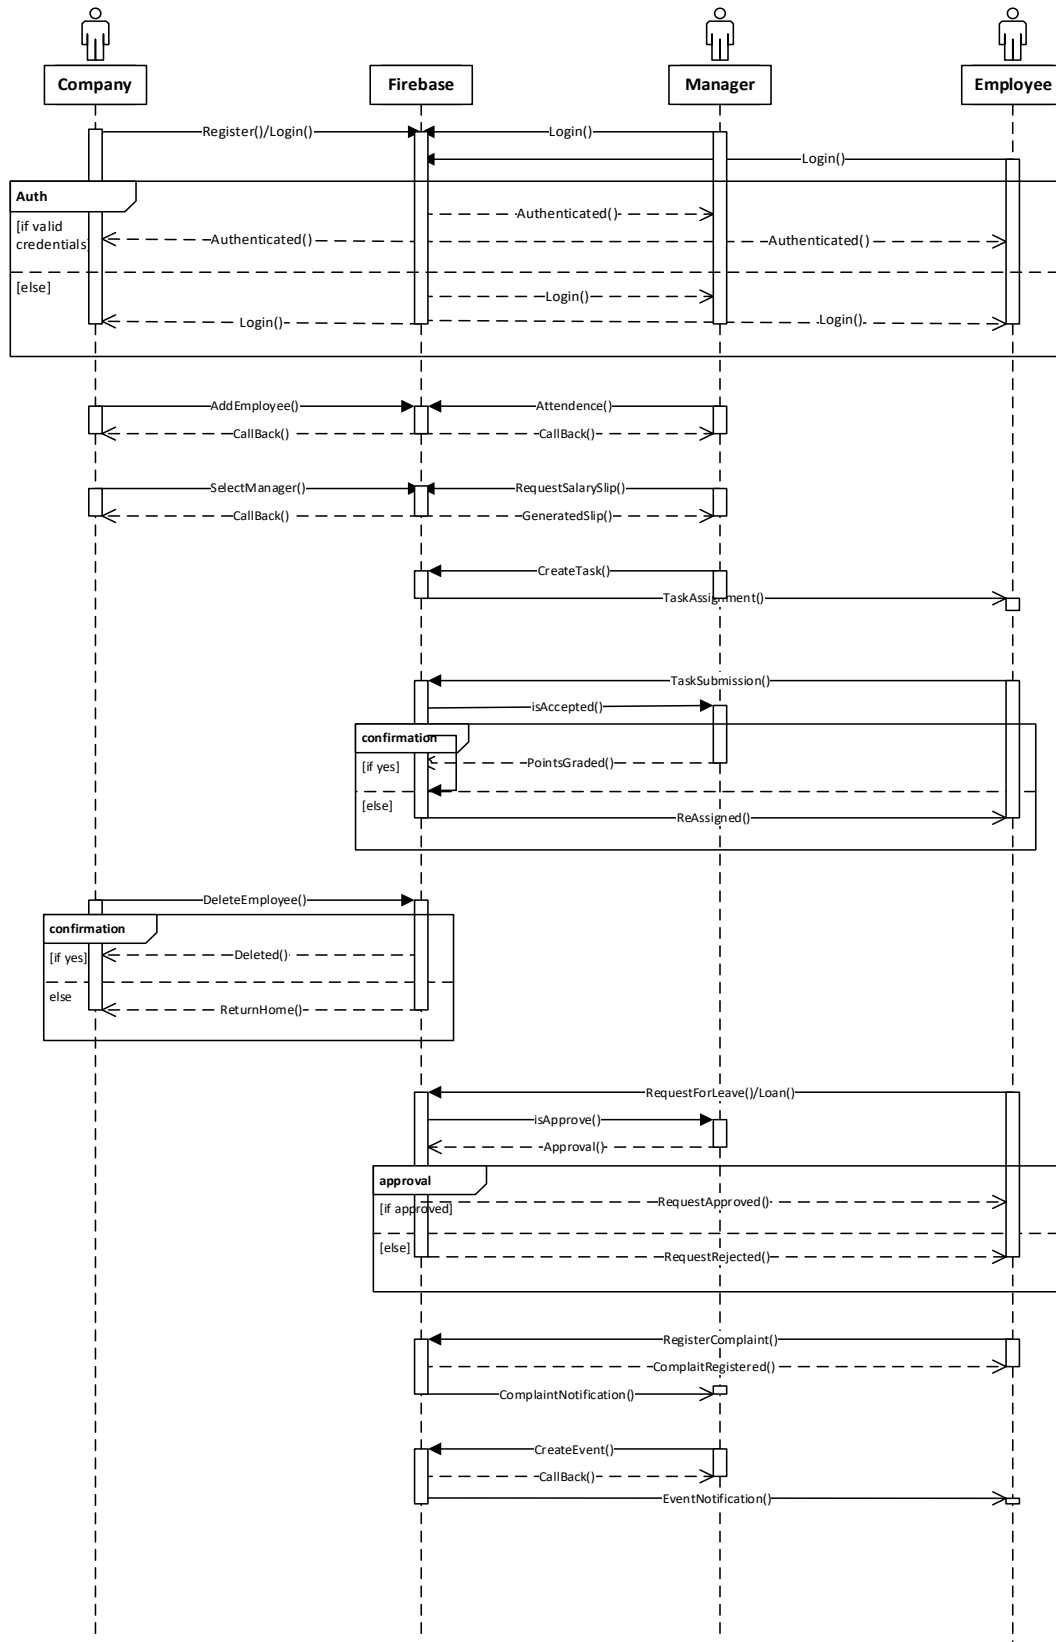 Company
Firebase
Manager
Employee
Register()/Login()
Login()
Login()
Auth
[if valid
credentials
Authenticated()
Authenticated()
Authenticated()
[else]
Login()
Login()
Login()
AddEmployee()
Attendence()
CallBack()
CallBack()
SelectManager()
RequestSalarySlip()
CallBack()
GeneratedSlip()
CreateTask()
TaskAssignment()
TaskSubmission()
isAccepted()
confirmation
[if yes]
PointsGraded()
[else]
ReAssigned()
DeleteEmployee()
confirmation
[if yes]
Deleted()
else
ReturnHome()
RequestForLeave()/Loan()
isApprove()
Approval()
approval
RequestApproved()
[if approved]
[else]
RequestRejected()
RegisterComplaint()
ComplaitRegistered()
ComplaintNotification()
CreateEvent()
CallBack()
EventNotification()